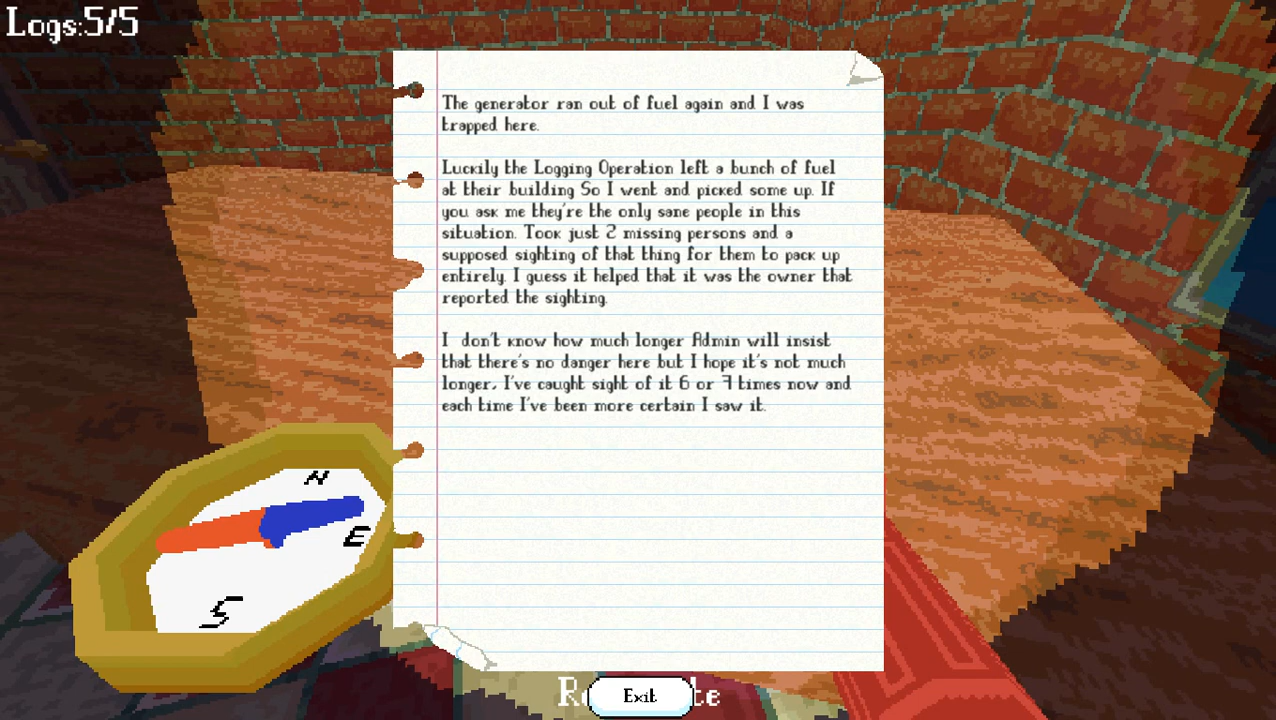 Logs:5/5
The generator ran out of fuel again and I was
trapped here.
Luckily the Logging Operation left a bunch of fuel
at their building So I went and picked some up. If
you ask me they're the only sane people in this
situation. Took just 2 missing persons and a
supposed sighting of that thing for them to pack up
entirely. I guess it helped that it was the owner that
reported the sighting.
I don't know how much longer Admin will insist
that there's no danger here but I hope it's not much
longer, I've caught sight of it 6 or 7 times now and
each time I've been more certain I saw it.
N
E
S
Exit